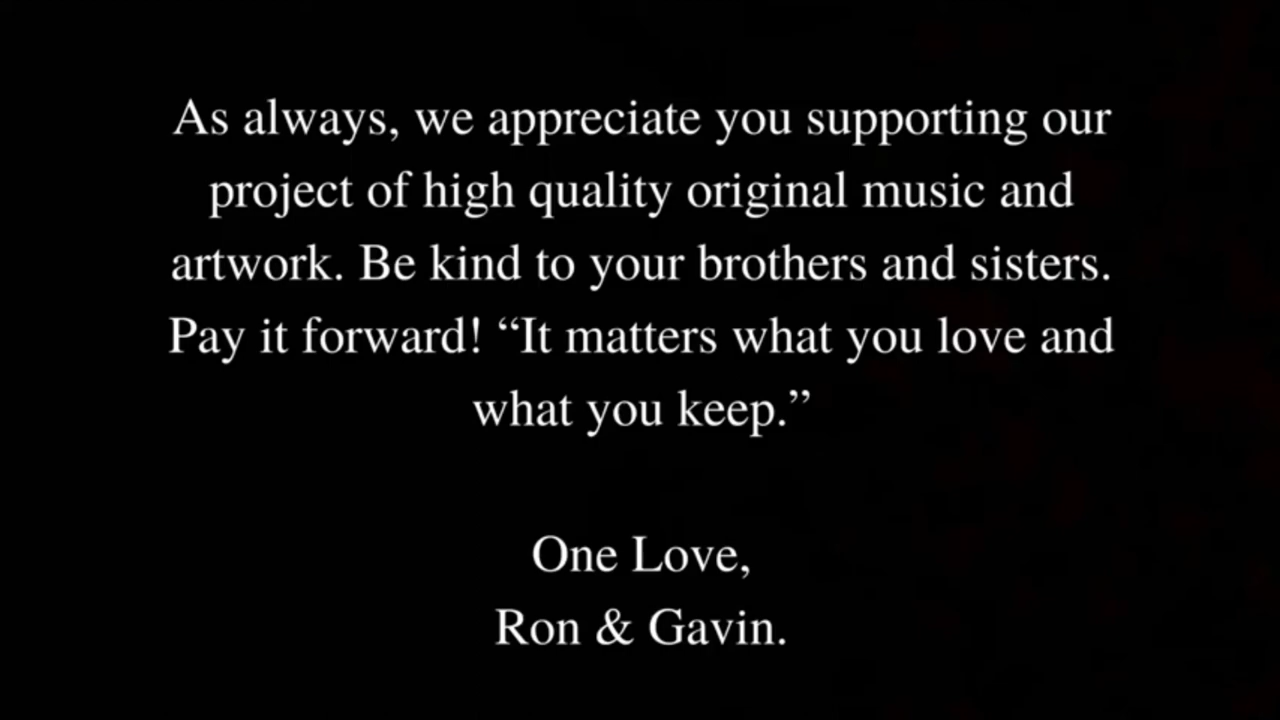 As always, we appreciate you supporting our
project of high quality original music and
artwork. Be kind to your brothers and sisters.
Pay it forward! “It matters what you love and
what you keep.”
One Love,
Ron & Gavin.